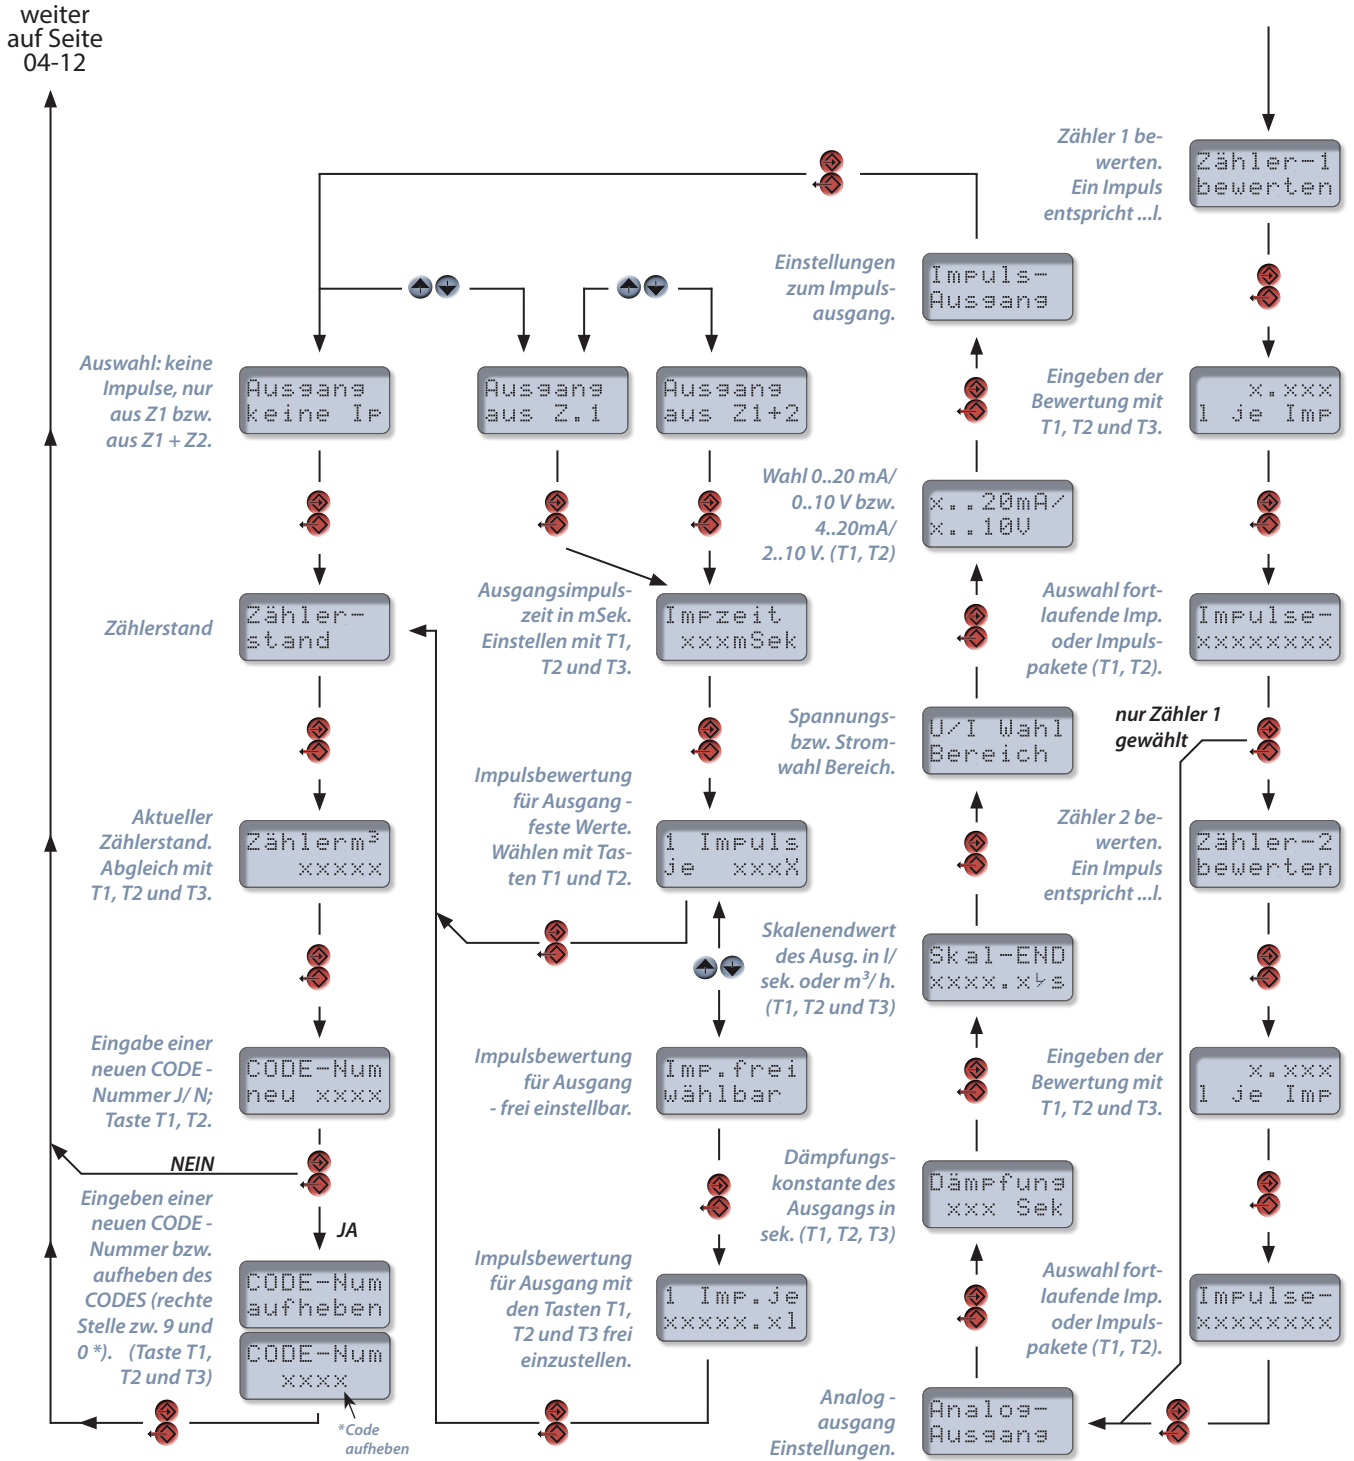 weiter
auf Seite
04-12
Zähler 1 be-
werten.
Ein Impuls
entspricht ...l.
Zähler-1
bewerten
Einstellungen
zum Impuls-
ausgang.
Impuls-
Ausgang
Auswahl: keine
Impulse, nur
aus Z1 bzw.
aus Z1 + Z2.
Ausgang
keine Ip
Ausgang
aus Z.1
Ausgang
aus Z1+2
Eingeben der
Bewertung mit
T1, T2 und T3.
x.xxx
l je Imp
Wahl 0..20 mA/
0..10 V bzw.
4..20mA/
2..10 V. (T1, T2)
x..20mA/
x..10V
Zählerstand
Zähler-
stand
Ausgangsimpuls-
zeit in mSek.
Einstellen mit T1,
T2 und T3.
Impzeit
xxxmSek
Auswahl fort-
laufende Imp.
oder Impuls-
pakete (T1, T2).
Impulse-
xxxxxxxx
Spannungs-
bzw. Strom-
wahl Bereich.
U/I Wahl
Bereich
nur Zähler 1
gewählt
Aktueller
Zählerstand.
Abgleich mit
T1, T2 und T3.
Zählerm³
xxxxx
Impulsbewertung
für Ausgang -
feste Werte.
Wählen mit Tas-
ten T1 und T2.
1 Impuls
je xxxX
Zähler 2 be-
werten.
Ein Impuls
entspricht ...l.
Zähler-2
bewerten
Skalenendwert
des Ausg. in l/
sek. oder m³/ h.
(T1, T2 und T3)
Skal-END
xxxx.x l/s
Eingabe einer
neuen CODE -
Nummer J/ N;
Taste T1, T2.
CODE-Num
neu xxxx
Impulsbewertung
für Ausgang
- frei einstellbar.
Imp.frei
wählbar
Eingeben der
Bewertung mit
T1, T2 und T3.
x.xxx
l je Imp
NEIN
JA
Dämpfungs-
konstante des
Ausgangs in
sek. (T1, T2, T3)
Dämpfung
xxx Sek
Eingeben einer
neuen CODE -
Nummer bzw.
aufheben des
CODES (rechte
Stelle zw. 9 und
0 *). (Taste T1,
T2 und T3)
CODE-Num
aufheben
CODE-Num
xxxx
*Code
aufheben
Impulsbewertung
für Ausgang mit
den Tasten T1,
T2 und T3 frei
einzustellen.
1 Imp.je
xxxxx.xl
Auswahl fort-
laufende Imp.
oder Impuls-
pakete (T1, T2).
Impulse-
xxxxxxxx
Analog -
ausgang
Einstellungen.
Analog-
Ausgang